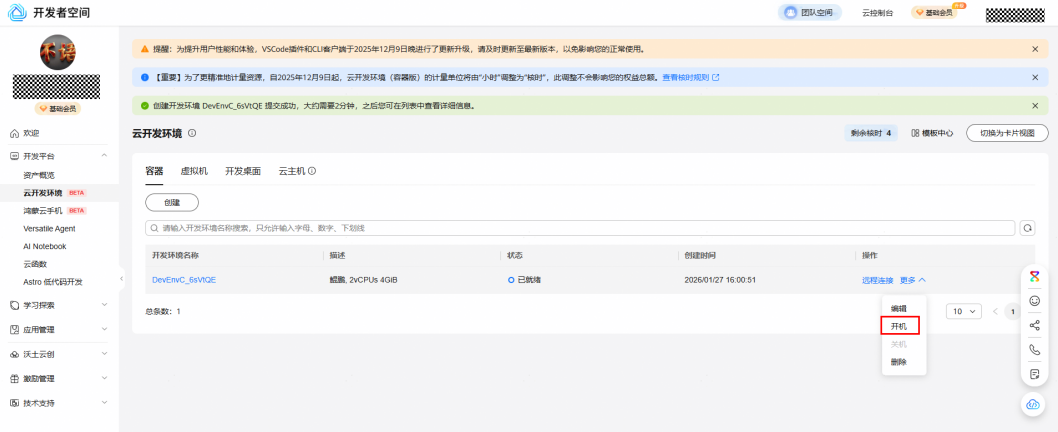 开发者空间
团队空间
云控制台
基础会员
升级
不语
基础会员
欢迎
开发平台
资产概览
云开发环境 BETA
鸿蒙云手机 BETA
Versatile Agent
AI Notebook
云函数
Astro 低代码开发
学习探索
应用管理
沃土云创
激励管理
技术支持
提醒：为提升用户性能和体验，VSCode插件和CLI客户端于2025年12月9日晚进行了更新升级，请及时更新至最新版本，以免影响您的正常使用。
【重要】为了更精准地计量资源，自2025年12月9日起，云开发环境（容器版）的计量单位将由“小时”调整为“核时”，此调整不会影响您的权益总额。查看核时规则
创建开发环境 DevEnvC_6sVtQE 提交成功，大约需要2分钟，之后您可在列表中查看详细信息。
云开发环境
剩余核时 4
模板中心
切换为卡片视图
容器 虚拟机 开发桌面 云主机
创建
请输入开发环境名称搜索，只允许输入字母、数字、下划线
开发环境名称 描述 状态 创建时间 操作
DevEnvC_6sVtQE 鲲鹏, 2vCPUs 4GiB 已就绪 2026/01/27 16:00:51 远程连接 更多
编辑
开机
关机
删除
总条数：1
10
1